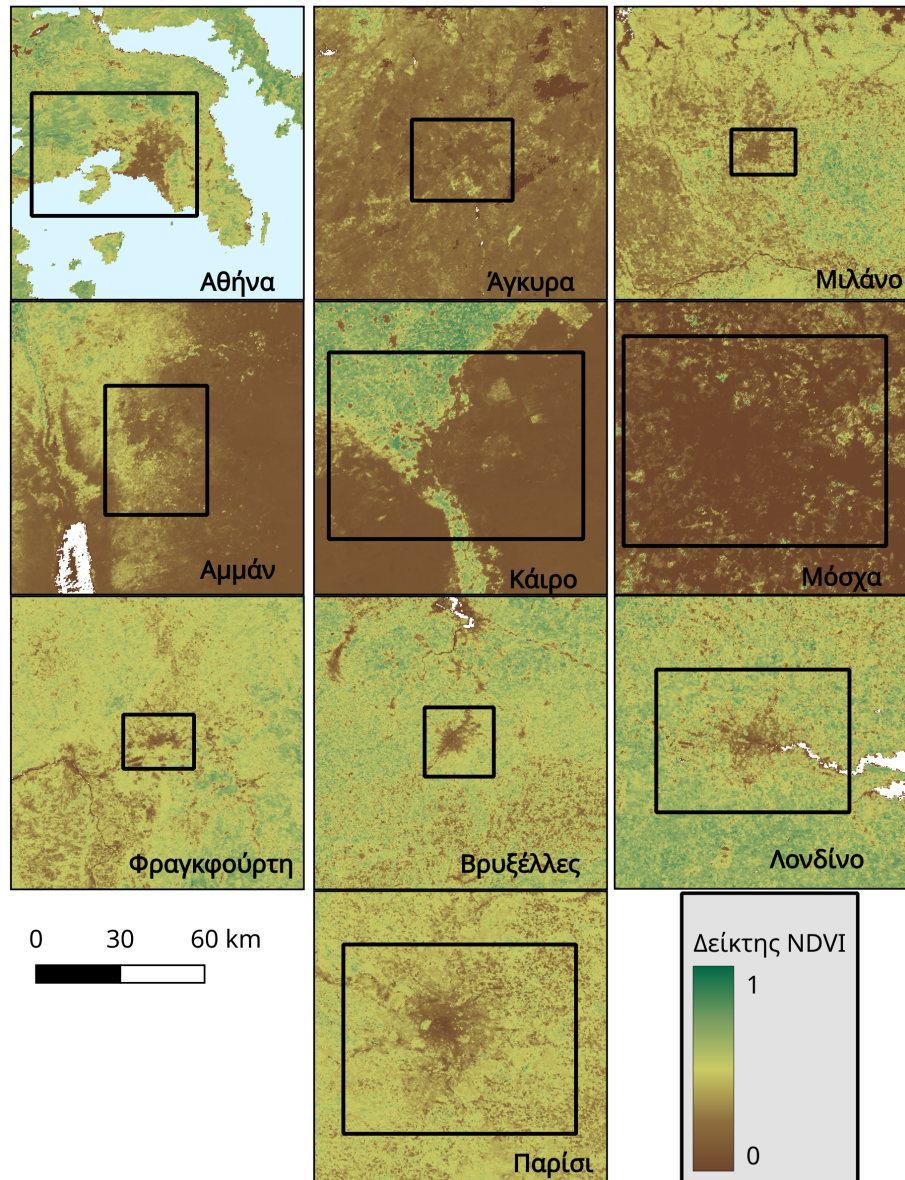 Αθήνα
Άγκυρα
Μιλάνο
Αμμάν
Κάιρο
Μόσχα
Φραγκφούρτη
Βρυξέλλες
Λονδίνο
0 30 60 km
Δείκτης NDVI
1
0
Παρίσι